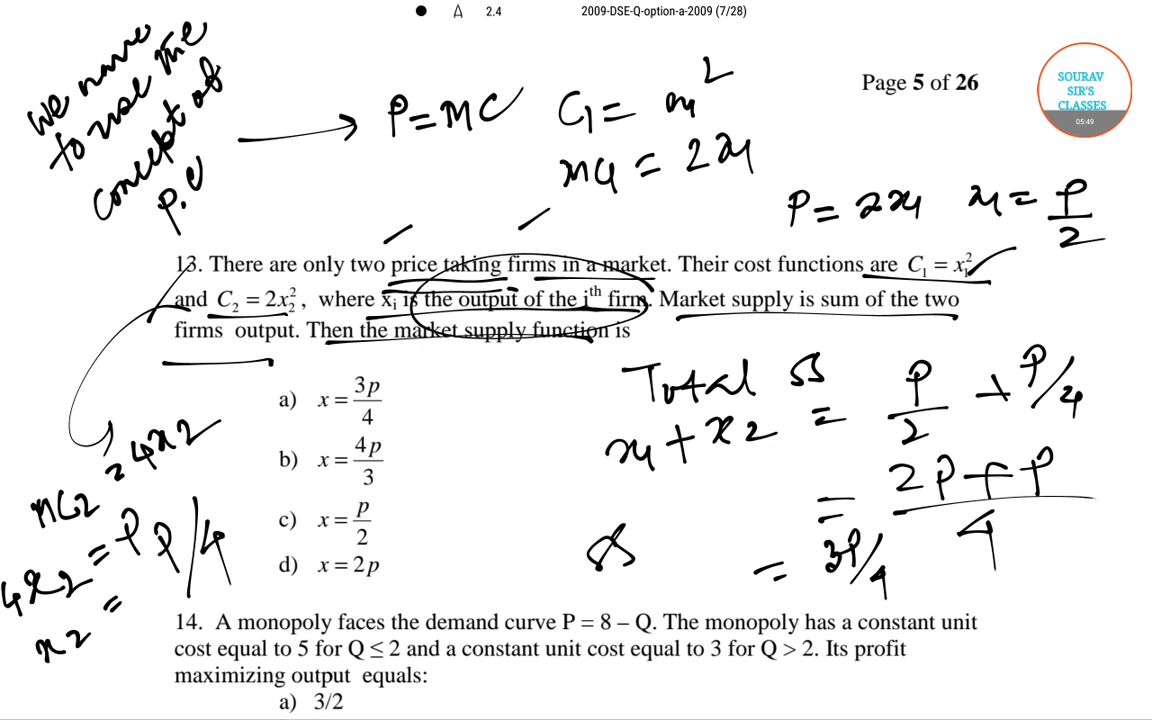 2.4 2009-DSE-Q-option-a-2009 (7/28)
Page 5 of 26
SOURAV
SIR'S
CLASSES
05:49
we have
to use the
concept of
P.C
P = MC
C1 = x1^2
MC1 = 2x1
P = 2x1 x1 = P/2
13. There are only two price taking firms in a market. Their cost functions are C₁ = x₁²
and C₂ = 2x₂², where xᵢ is the output of the iᵗʰ firm. Market supply is sum of the two
firms output. Then the market supply function is
a) x = 3p/4
b) x = 4p/3
c) x = p/2
d) x = 2p
MC2 = 4x2
4x2 = P
x2 = P/4
Total SS
x1 + x2 = P/2 + P/4
= 2P + P / 4
= 3P/4
14. A monopoly faces the demand curve P = 8 – Q. The monopoly has a constant unit
cost equal to 5 for Q ≤ 2 and a constant unit cost equal to 3 for Q > 2. Its profit
maximizing output equals:
a) 3/2